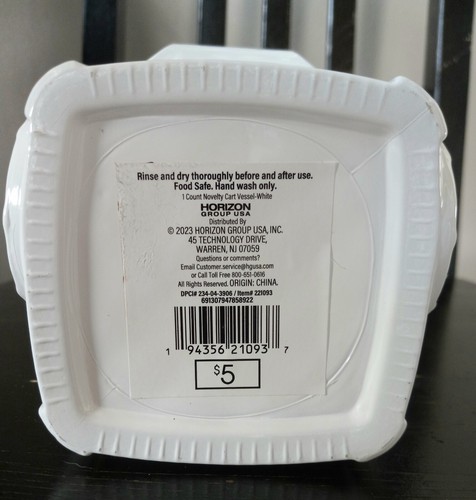 Rinse and dry thoroughly before and after use.
Food Safe. Hand wash only.
1 Count Novelty Cart Vessel-White
HORIZON
GROUP USA
Distributed By
© 2023 HORIZON GROUP USA, INC.
45 TECHNOLOGY DRIVE,
WARREN, NJ 07059
Questions or comments?
Email Customer.service@hgusa.com
or Call Toll Free 800-651-0616
All Rights Reserved. ORIGIN: CHINA.
DPCI# 234-04-3906 / Item# 221093
691307947858922
1 94356 21093 7
$5